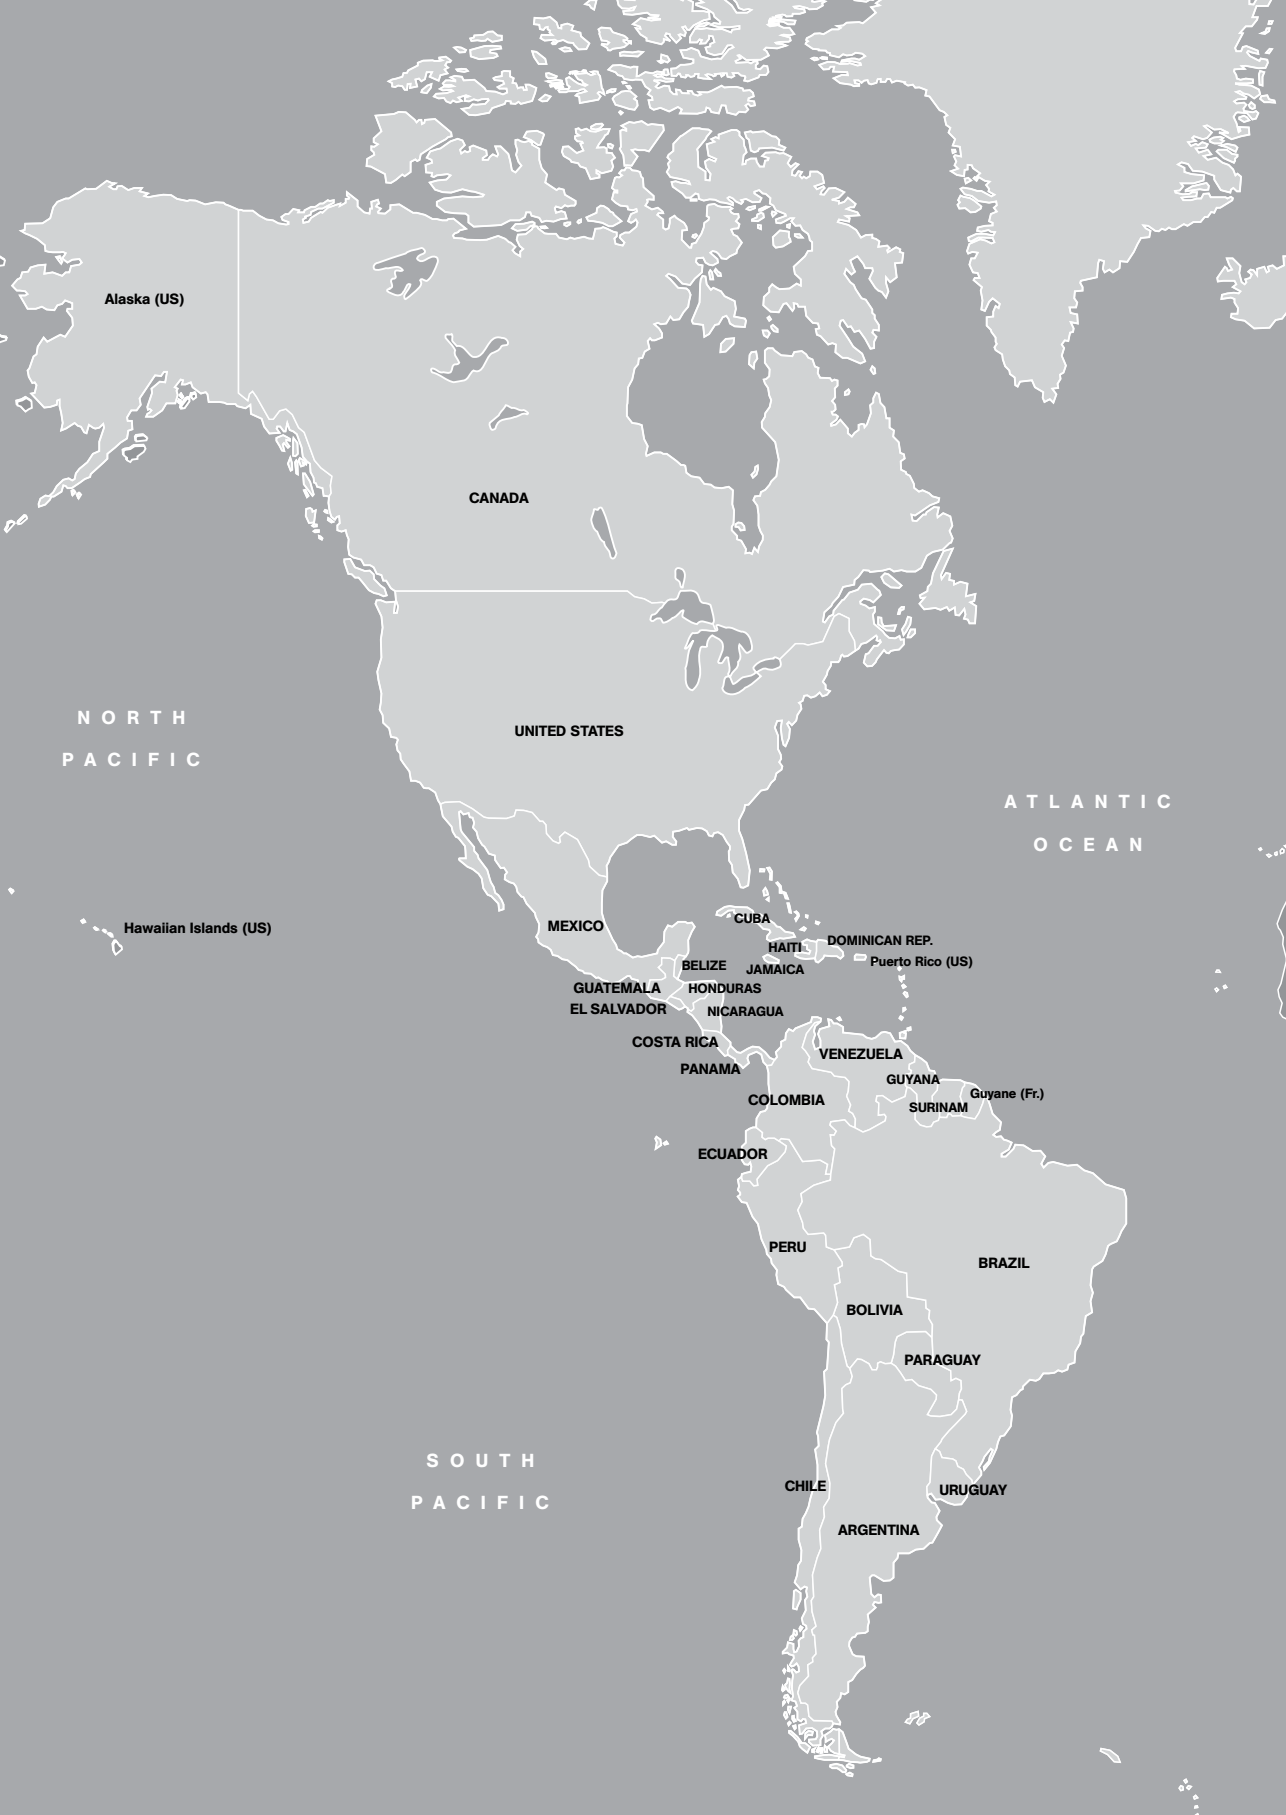 Alaska (US)
CANADA
NORTH
PACIFIC
UNITED STATES
ATLANTIC
OCEAN
Hawaiian Islands (US)
MEXICO
CUBA
HAITI
DOMINICAN REP.
Puerto Rico (US)
BELIZE
JAMAICA
GUATEMALA
HONDURAS
EL SALVADOR
NICARAGUA
COSTA RICA
PANAMA
VENEZUELA
GUYANA
Guyane (Fr.)
COLOMBIA
SURINAM
ECUADOR
PERU
BRAZIL
BOLIVIA
PARAGUAY
SOUTH
PACIFIC
CHILE
URUGUAY
ARGENTINA